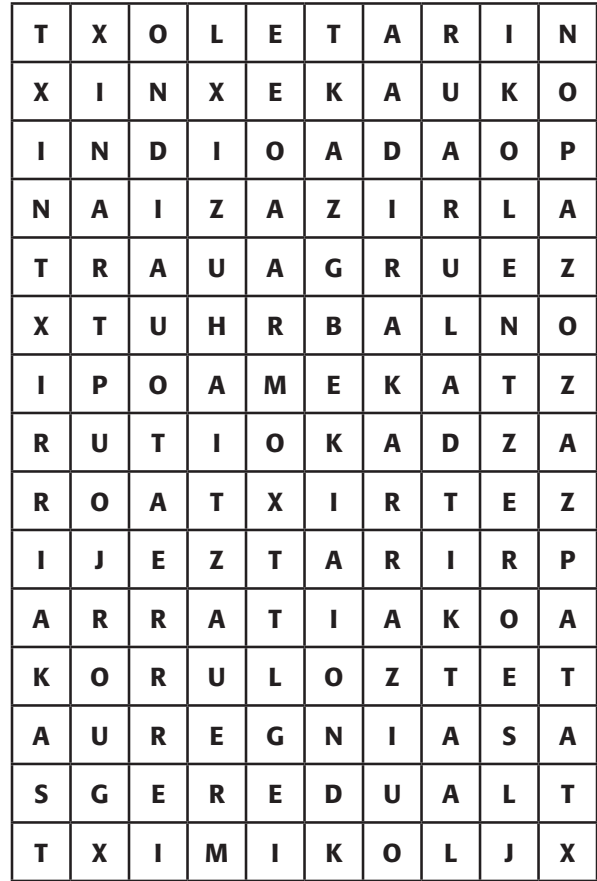 T X O L E T A R I N
X I N X E K A U K O
I N D I O A D A O P
N A I Z A Z I R L A
T R A U A G R U E Z
X T U H R B A L N O
I P O A M E K A T Z
R U T I O K A D Z A
R O A T X I R T E Z
I J E Z T A R I R P
A R R A T I A K O A
K O R U L O Z T E T
A U R E G N I A S A
S G E R E D U A L T
T X I M I K O L J X